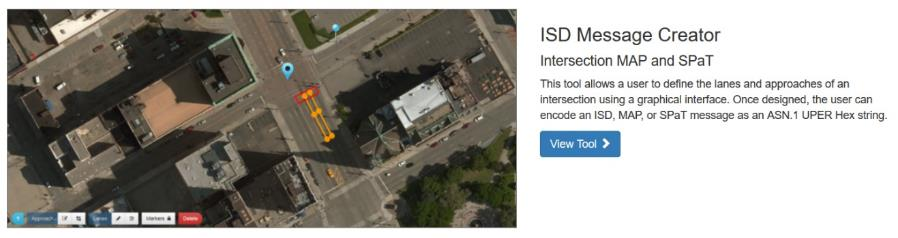 ISD Message Creator
Intersection MAP and SPaT
This tool allows a user to define the lanes and approaches of an
intersection using a graphical interface. Once designed, the user can
encode an ISD, MAP, or SPaT message as an ASN.1 UPER Hex string.
View Tool
Approach... Lanes Markers Delete